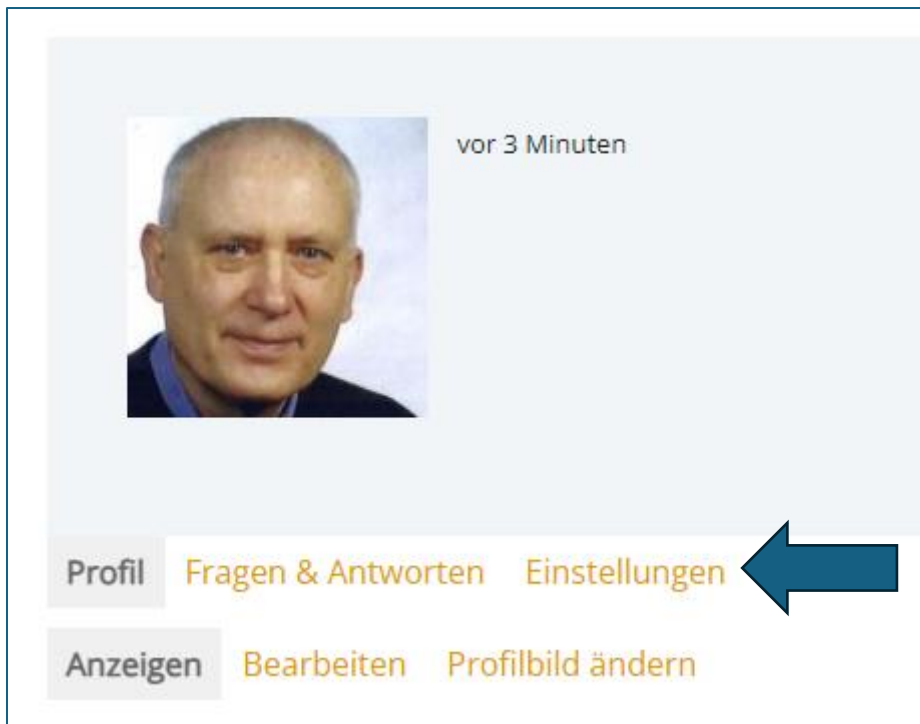 vor 3 Minuten
Profil Fragen & Antworten Einstellungen
Anzeigen Bearbeiten Profilbild ändern